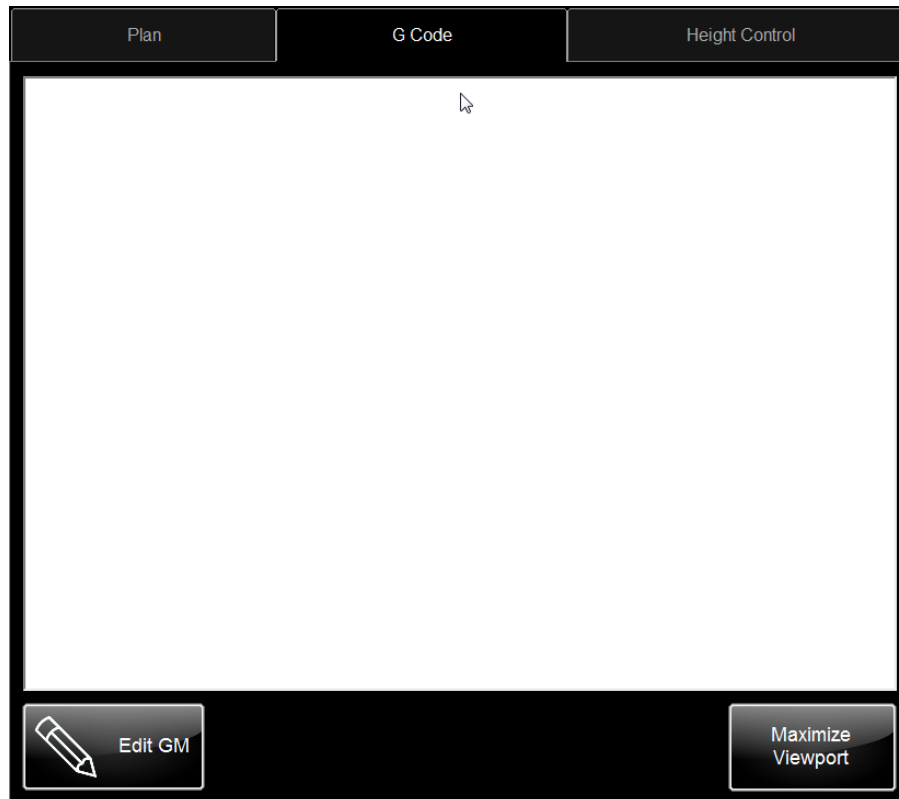 Plan
G Code
Height Control
Edit GM
Maximize
Viewport